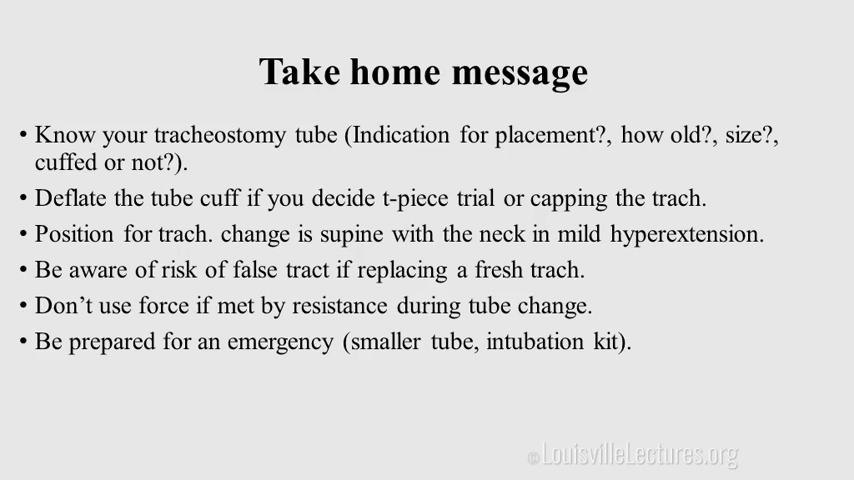 Take home message
• Know your tracheostomy tube (Indication for placement?, how old?, size?,
cuffed or not?).
• Deflate the tube cuff if you decide t-piece trial or capping the trach.
• Position for trach. change is supine with the neck in mild hyperextension.
• Be aware of risk of false tract if replacing a fresh trach.
• Don’t use force if met by resistance during tube change.
• Be prepared for an emergency (smaller tube, intubation kit).
©LouisvilleLectures.org